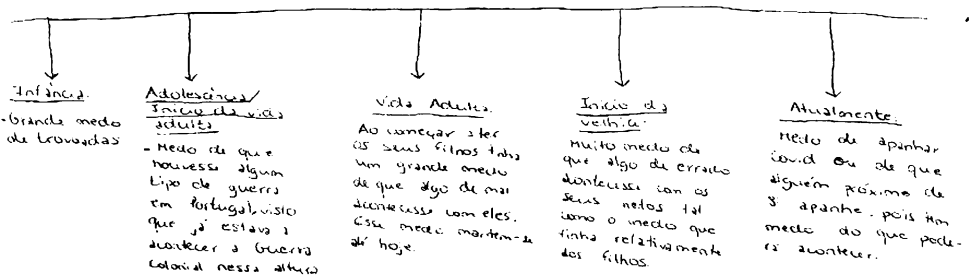 Infância.
- Grande medo
de trovoadas
Adolescência/
Início da vida
adulta
- Medo de que
houvesse algum
tipo de guerra
em Portugal, visto
que já estava a
acontecer a Guerra
Colonial nessa altura
Vida Adulta.
Ao começar a ter
os seus filhos tinha
um grande medo
de que algo de mal
acontecesse com eles.
Esse medo mantem-se
até hoje.
Início da
velhice.
Muito medo de
que algo de errado
acontecesse com os
seus netos tal
como o medo que
tinha relativamente
aos filhos.
Atualmente.
Medo de apanhar
covid ou de que
alguém próximo de
si apanhe, pois tem
medo do que pode-
rá acontecer.